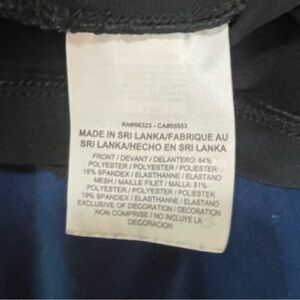 RN#56323 - CA#05553
MADE IN SRI LANKA/FABRIQUE AU
SRI LANKA/HECHO EN SRI LANKA
FRONT / DEVANT / DELANTERO: 84%
POLYESTER / POLYESTER / POLIESTER
16% SPANDEX / ELASTHANNE / ELASTANO
MESH / MAILLE FILET / MALLA: 81%
POLYESTER / POLYESTER / POLIESTER
19% SPANDEX / ELASTHANNE / ELASTANO
EXCLUSIVE OF DECORATION / DECORATION
NON COMPRISE / NO INCLUYE LA
DECORACION